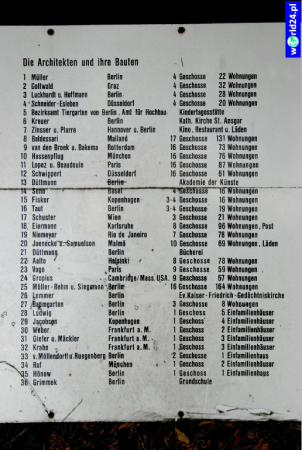 Die Architekten und ihre Bauten
1 Müller Berlin 4 Geschosse 22 Wohnungen
2 Gottwald Graz 4 Geschosse 32 Wohnungen
3 Luckhardt u. Hoffmann Berlin 4 Geschosse 28 Wohnungen
4 Schneider-Esleben Düsseldorf 4 Geschosse 20 Wohnungen
5 Bezirksamt Tiergarten von Berlin . Amt für Hochbau Kindertagesstätte
6 Kreuer Berlin Kath. Kirche St. Ansgar
7 Zinsser u. Plarre Hannover u. Berlin Kino . Restaurant u. Läden
8 Baldessari Mailand 17 Geschosse 131 Wohnungen
9 van den Broek u. Bakema Rotterdam 16 Geschosse 73 Wohnungen
10 Hassenpflug München 16 Geschosse 76 Wohnungen
11 Lopez u. Beaudouin Paris 16 Geschosse 87 Wohnungen
12 Schwippert Düsseldorf 16 Geschosse 61 Wohnungen
13 Düttmann Berlin Akademie der Künste
14 Senn Basel 4 Geschosse 16 Wohnungen
15 Fisker Kopenhagen 3-4 Geschosse Wohnungen
16 Taut Berlin 3-4 Geschosse Wohnungen
17 Schuster Wien 3 Geschosse 21 Wohnungen
18 Eiermann Karlsruhe 8 Geschosse 96 Wohnungen, Post
19 Niemeyer Rio de Janeiro 7 Geschosse 78 Wohnungen
20 Jaenecke u. Samuelson Malmö 10 Geschosse 69 Wohnungen , Läden
21 Düttmann Berlin Bücherei
22 Aalto Helsinki 8 Geschosse 78 Wohnungen
23 Vago Paris 9 Geschosse 59 Wohnungen
24 Gropius Cambridge/Mass. USA 9 Geschosse 67 Wohnungen
25 Müller-Rehm u. Siegmann Berlin 16 Geschosse 164 Wohnungen
26 Lemmer Berlin Ev. Kaiser-Friedrich-Gedächtniskirche
27 Baumgarten Berlin 3 Geschosse 8 Wohnungen
28 Ludwig Berlin 1 Geschoss 5 Einfamilienhäuser
29 Jacobsen Kopenhagen 1 Geschoss 4 Einfamilienhäuser
30 Weber Frankfurt a. M. 1 Geschoss Einfamilienhäuser
31 Giefer u. Mäckler Frankfurt a. M. 1 Geschoss 2 Einfamilienhäuser
32 Krahn Frankfurt a. M. 1 Geschoss 3 Einfamilienhäuser
33 v. Möllendorf u. Ruegenberg Berlin 2 Geschosse 1 Einfamilienhaus
34 Ruf München 1 Geschoss 2 Einfamilienhäuser
35 Hönow Berlin 1 Geschoss 1 Einfamilienhaus
36 Grimmek Berlin Grundschule
world24.pl